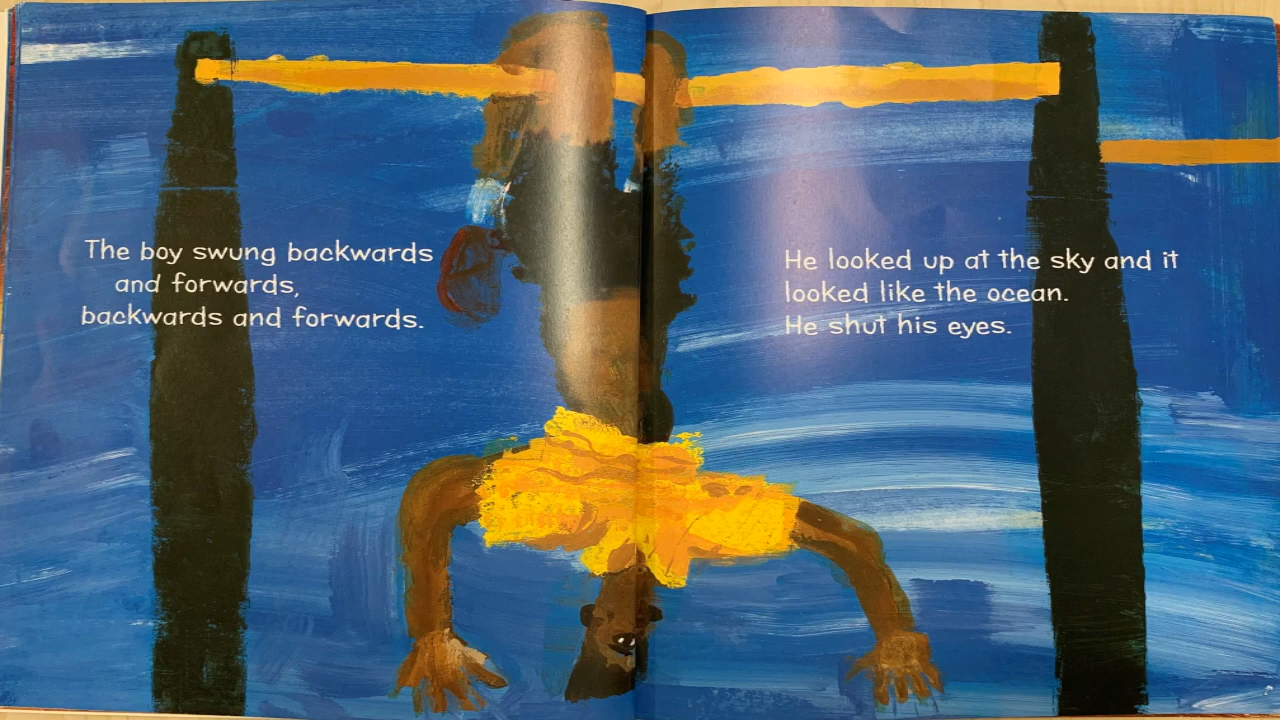 The boy swung backwards
and forwards,
backwards and forwards.
He looked up at the sky and it
looked like the ocean.
He shut his eyes.